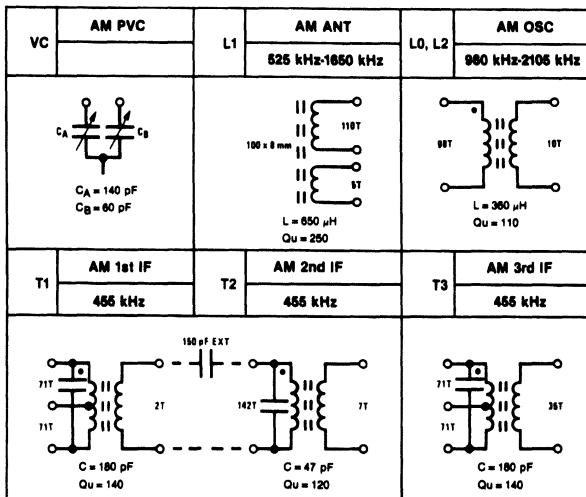 VC
AM PVC
L1
AM ANT
525 kHz-1650 kHz
L0, L2
AM OSC
980 kHz-2105 kHz
CA
CB
CA = 140 pF
CB = 60 pF
100 x 8 mm
110T
5T
L = 650 µH
Qu = 250
98T
10T
L = 360 µH
Qu = 110
T1
AM 1st IF
455 kHz
T2
AM 2nd IF
455 kHz
T3
AM 3rd IF
455 kHz
71T
71T
2T
C = 180 pF
Qu = 140
150 pF EXT
142T
7T
C = 47 pF
Qu = 120
71T
71T
36T
C = 180 pF
Qu = 140